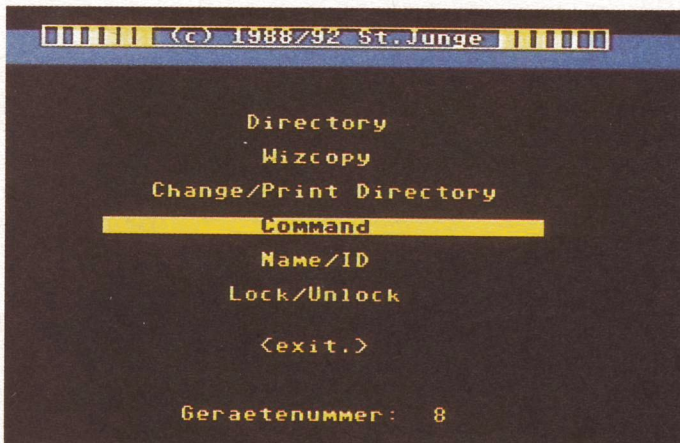 (c) 1988/92 St.Junge
Directory
Wizcopy
Change/Print Directory
Command
Name/ID
Lock/Unlock
<exit.>
Geraetenummer: 8